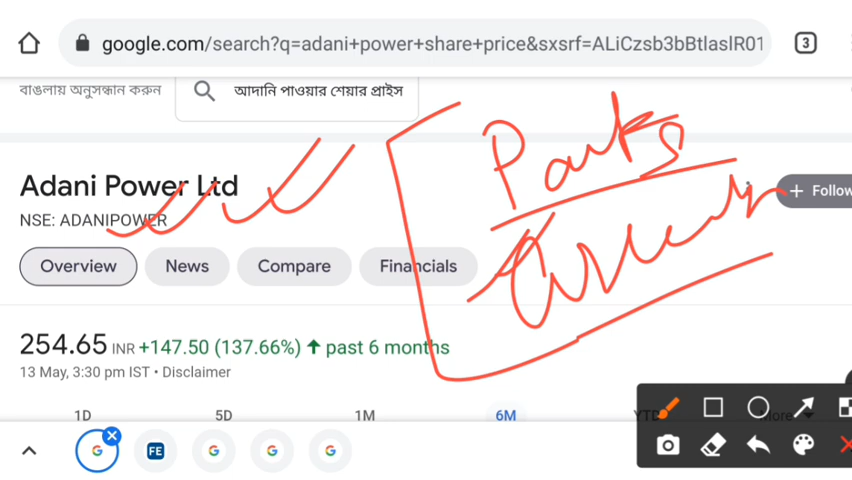 google.com/search?q=adani+power+share+price&sxsrf=ALiCzsb3bBtlaslR01
3
বাঙলায় অনুসন্ধান করুন
আদানি পাওয়ার শেয়ার প্রাইস
Adani Power Ltd
NSE: ADANIPOWER
+ Follow
Overview
News
Compare
Financials
254.65 INR +147.50 (137.66%) ↑ past 6 months
13 May, 3:30 pm IST • Disclaimer
1D 5D 1M 6M YTD More
G FE G G G